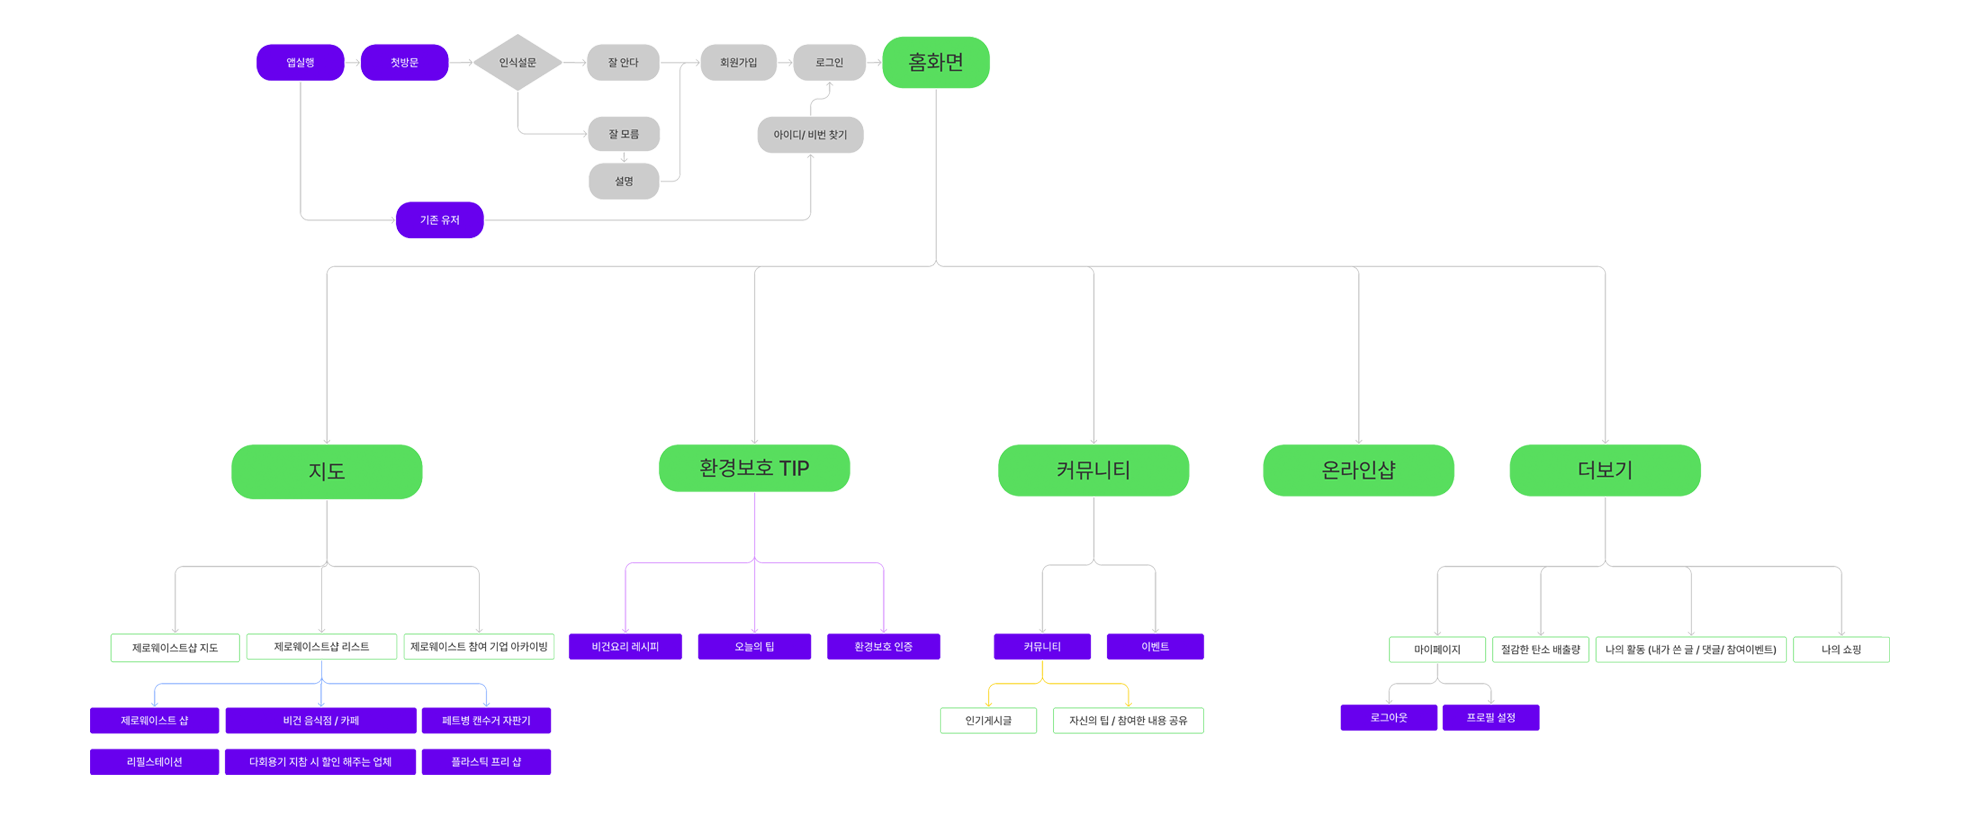 앱실행
첫방문
인식설문
잘 안다
회원가입
로그인
홈화면
잘 모름
아이디/ 비번 찾기
설명
기존 유저
지도
환경보호 TIP
커뮤니티
온라인샵
더보기
제로웨이스트샵 지도
제로웨이스트샵 리스트
제로웨이스트 참여 기업 아카이빙
비건요리 레시피
오늘의 팁
환경보호 인증
커뮤니티
이벤트
마이페이지
절감한 탄소 배출량
나의 활동 (내가 쓴 글 / 댓글/ 참여이벤트)
나의 쇼핑
제로웨이스트 샵
비건 음식점 / 카페
페트병 캔수거 자판기
인기게시글
자신의 팁 / 참여한 내용 공유
로그아웃
프로필 설정
리필스테이션
다회용기 지참 시 할인 해주는 업체
플라스틱 프리 샵